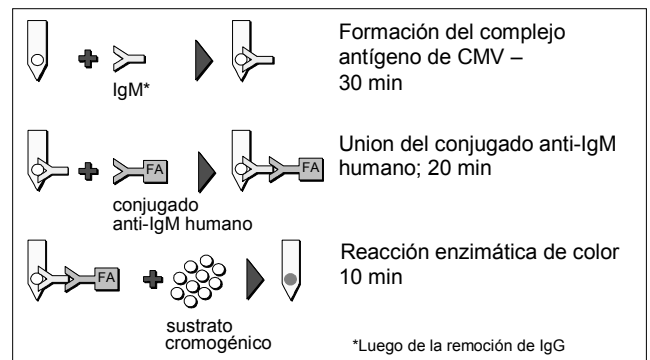 Formación del complejo
antígeno de CMV –
30 min
IgM*
Union del conjugado anti-IgM
humano; 20 min
FA
FA
conjugado
anti-IgM humano
Reacción enzimática de color
10 min
FA
sustrato
cromogénico
*Luego de la remoción de IgG